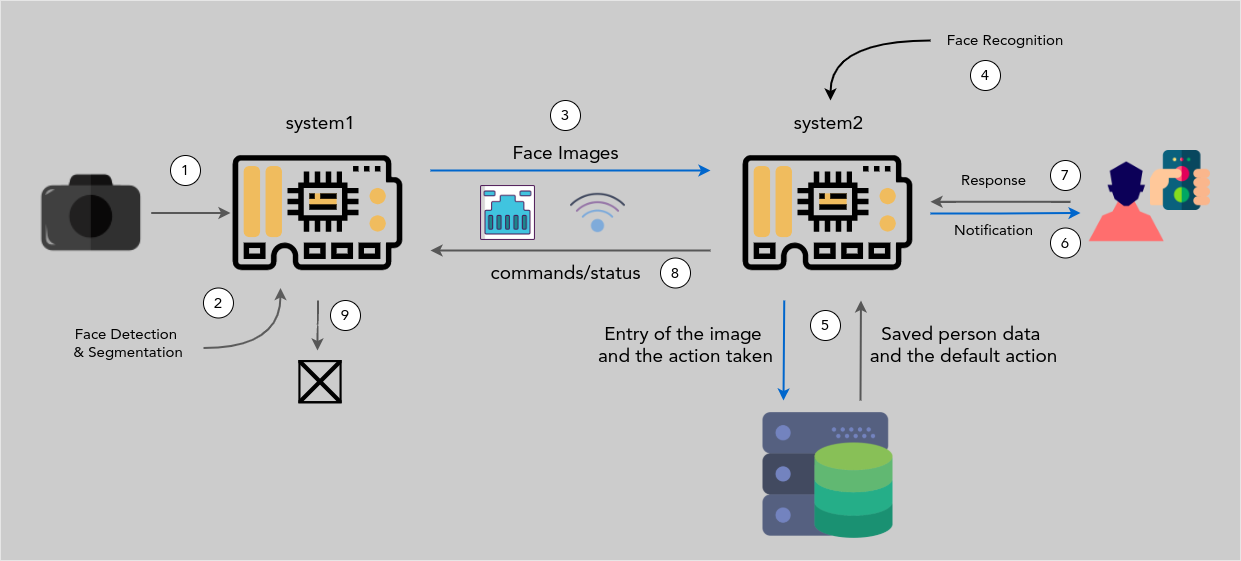 Face Recognition
4
system1
system2
3
Face Images
1
Response
7
Notification
6
commands/status
8
2
9
5
Face Detection
& Segmentation
Entry of the image
and the action taken
Saved person data
and the default action